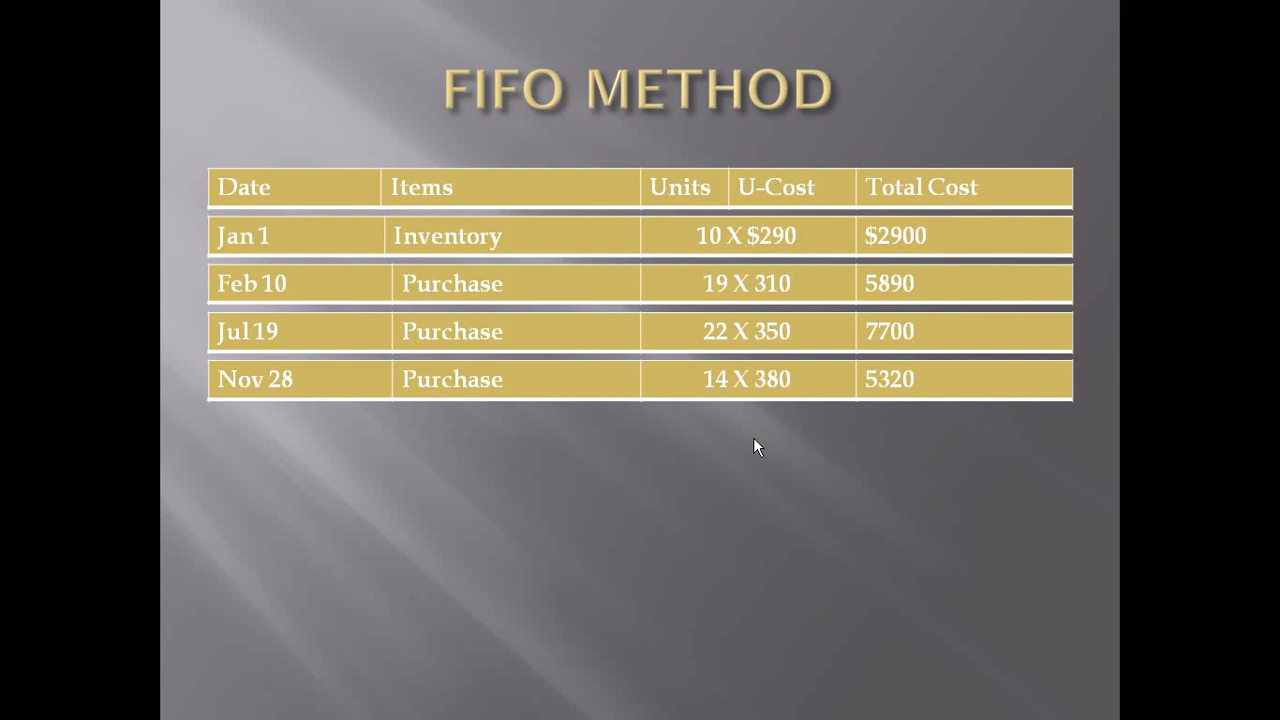 FIFO METHOD
Date Items Units U-Cost Total Cost
Jan 1 Inventory 10 X $290 $2900
Feb 10 Purchase 19 X 310 5890
Jul 19 Purchase 22 X 350 7700
Nov 28 Purchase 14 X 380 5320